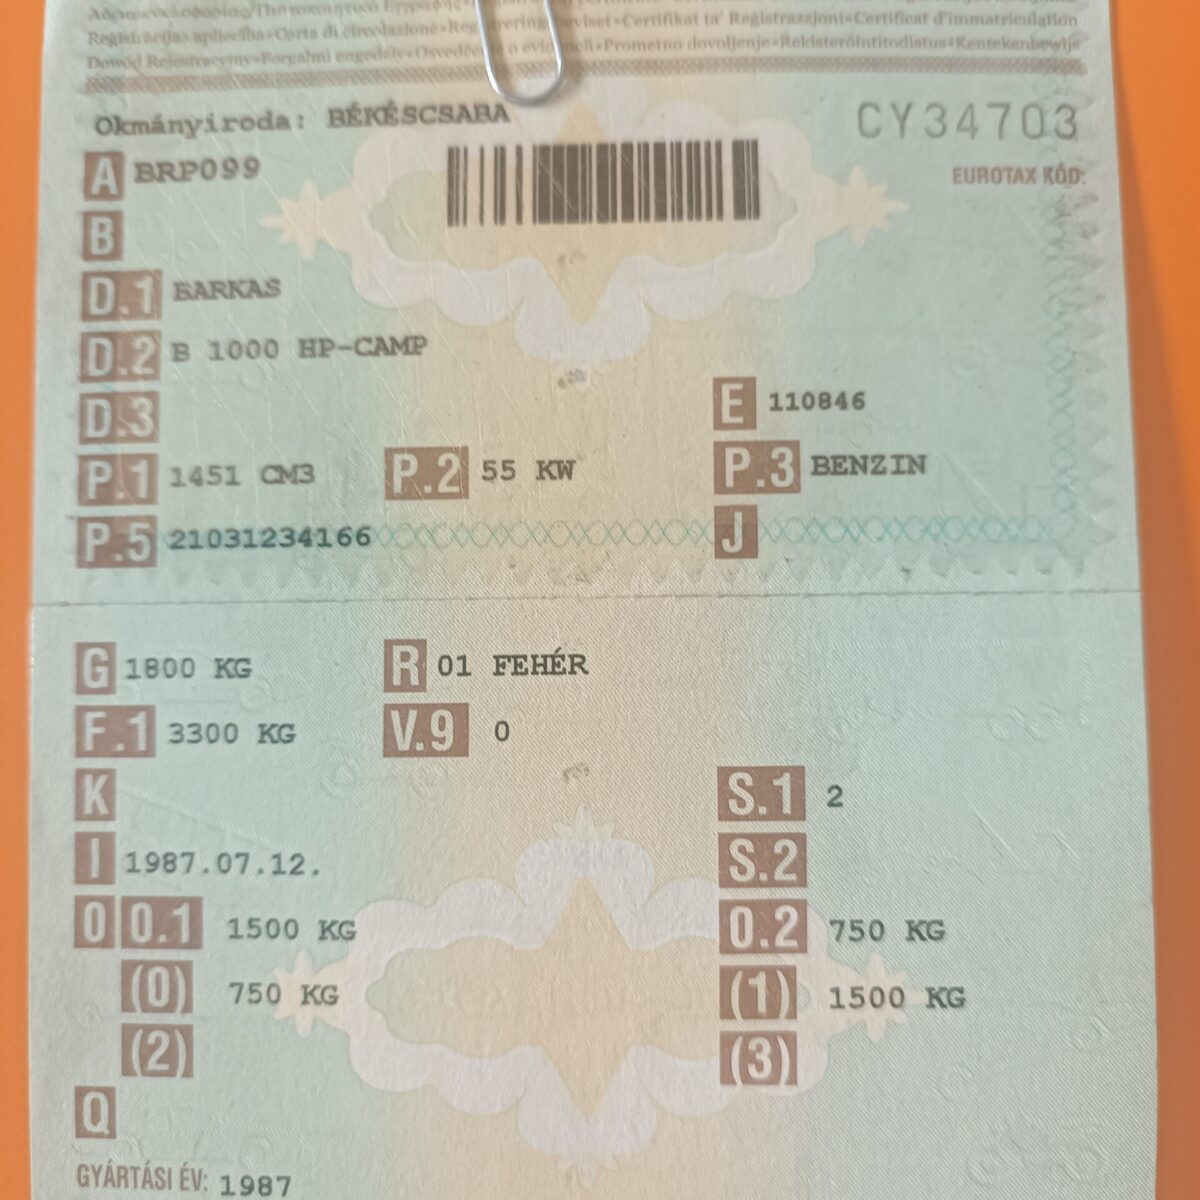 Registrācijas apliecība•Carta di circolazione•Reg  •Certifikat ta' Reġistrazzjoni•Certificat d'immatriculation
Dowód Rejestracyjny•Forgalmi engedély•Osvedčenie o evidencii•Prometno dovoljenje•Rekisteröintitodistus•Kentekenbewijs
Okmányiroda: BÉKÉSCSABA
CY34703
A BRP099
EUROTAX KÓD:
B
D.1 BARKAS
D.2 B 1000 HP-CAMP
D.3
E 110846
P.1 1451 CM3 P.2 55 KW P.3 BENZIN
P.5 21031234166 J
G 1800 KG R 01 FEHÉR
F.1 3300 KG V.9 0
K S.1 2
I 1987.07.12. S.2
O O.1 1500 KG O.2 750 KG
(0) 750 KG (1) 1500 KG
(2) (3)
Q
GYÁRTÁSI ÉV: 1987